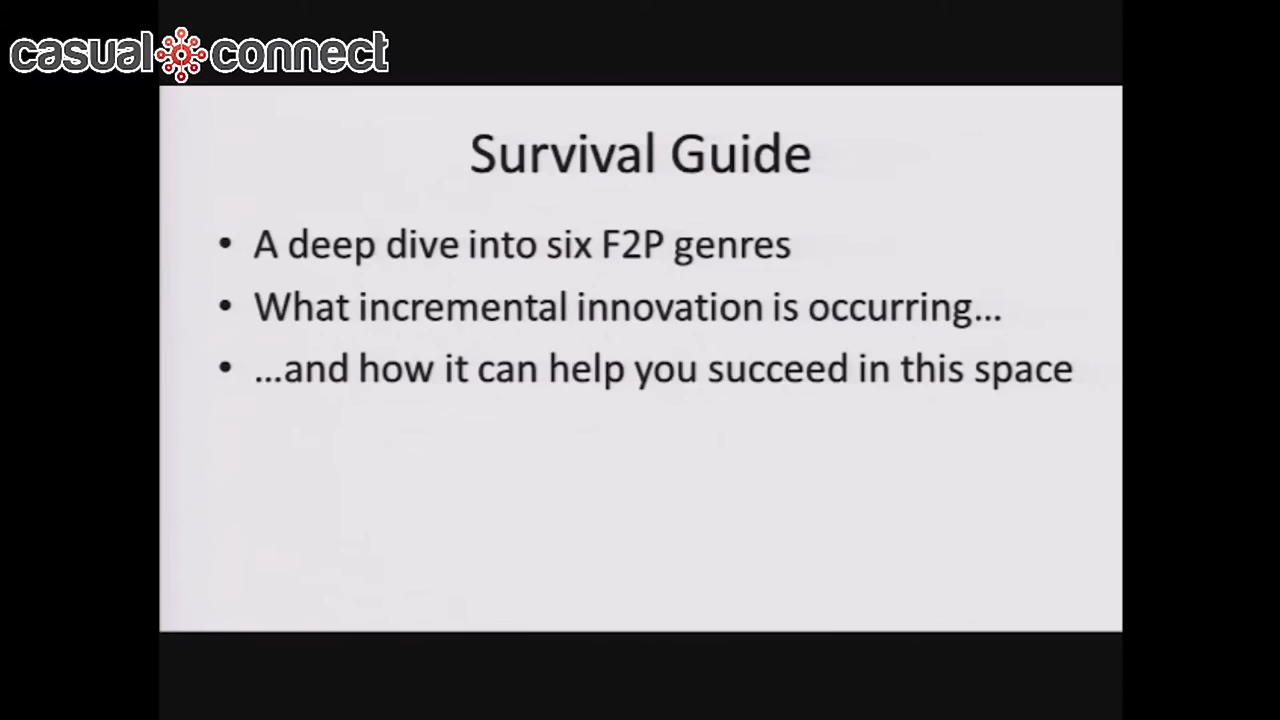 casual connect
Survival Guide
• A deep dive into six F2P genres
• What incremental innovation is occurring...
• ...and how it can help you succeed in this space